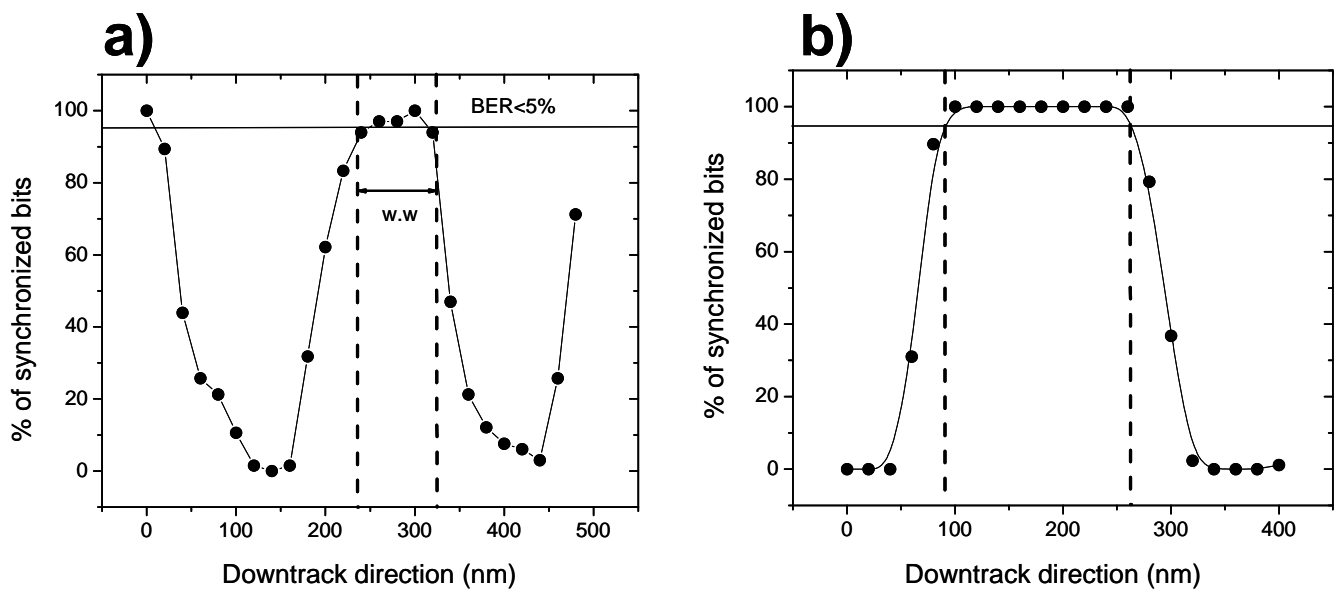 a)
BER<5%
w.w
100
80
60
40
20
0
% of synchronized bits
0 100 200 300 400 500
Downtrack direction (nm)
b)
100
80
60
40
20
0
% of synchronized bits
0 100 200 300 400
Downtrack direction (nm)